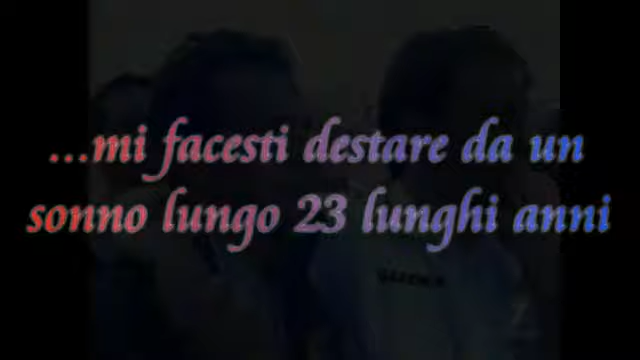 ...mi facesti destare da un
sonno lungo 23 lunghi anni